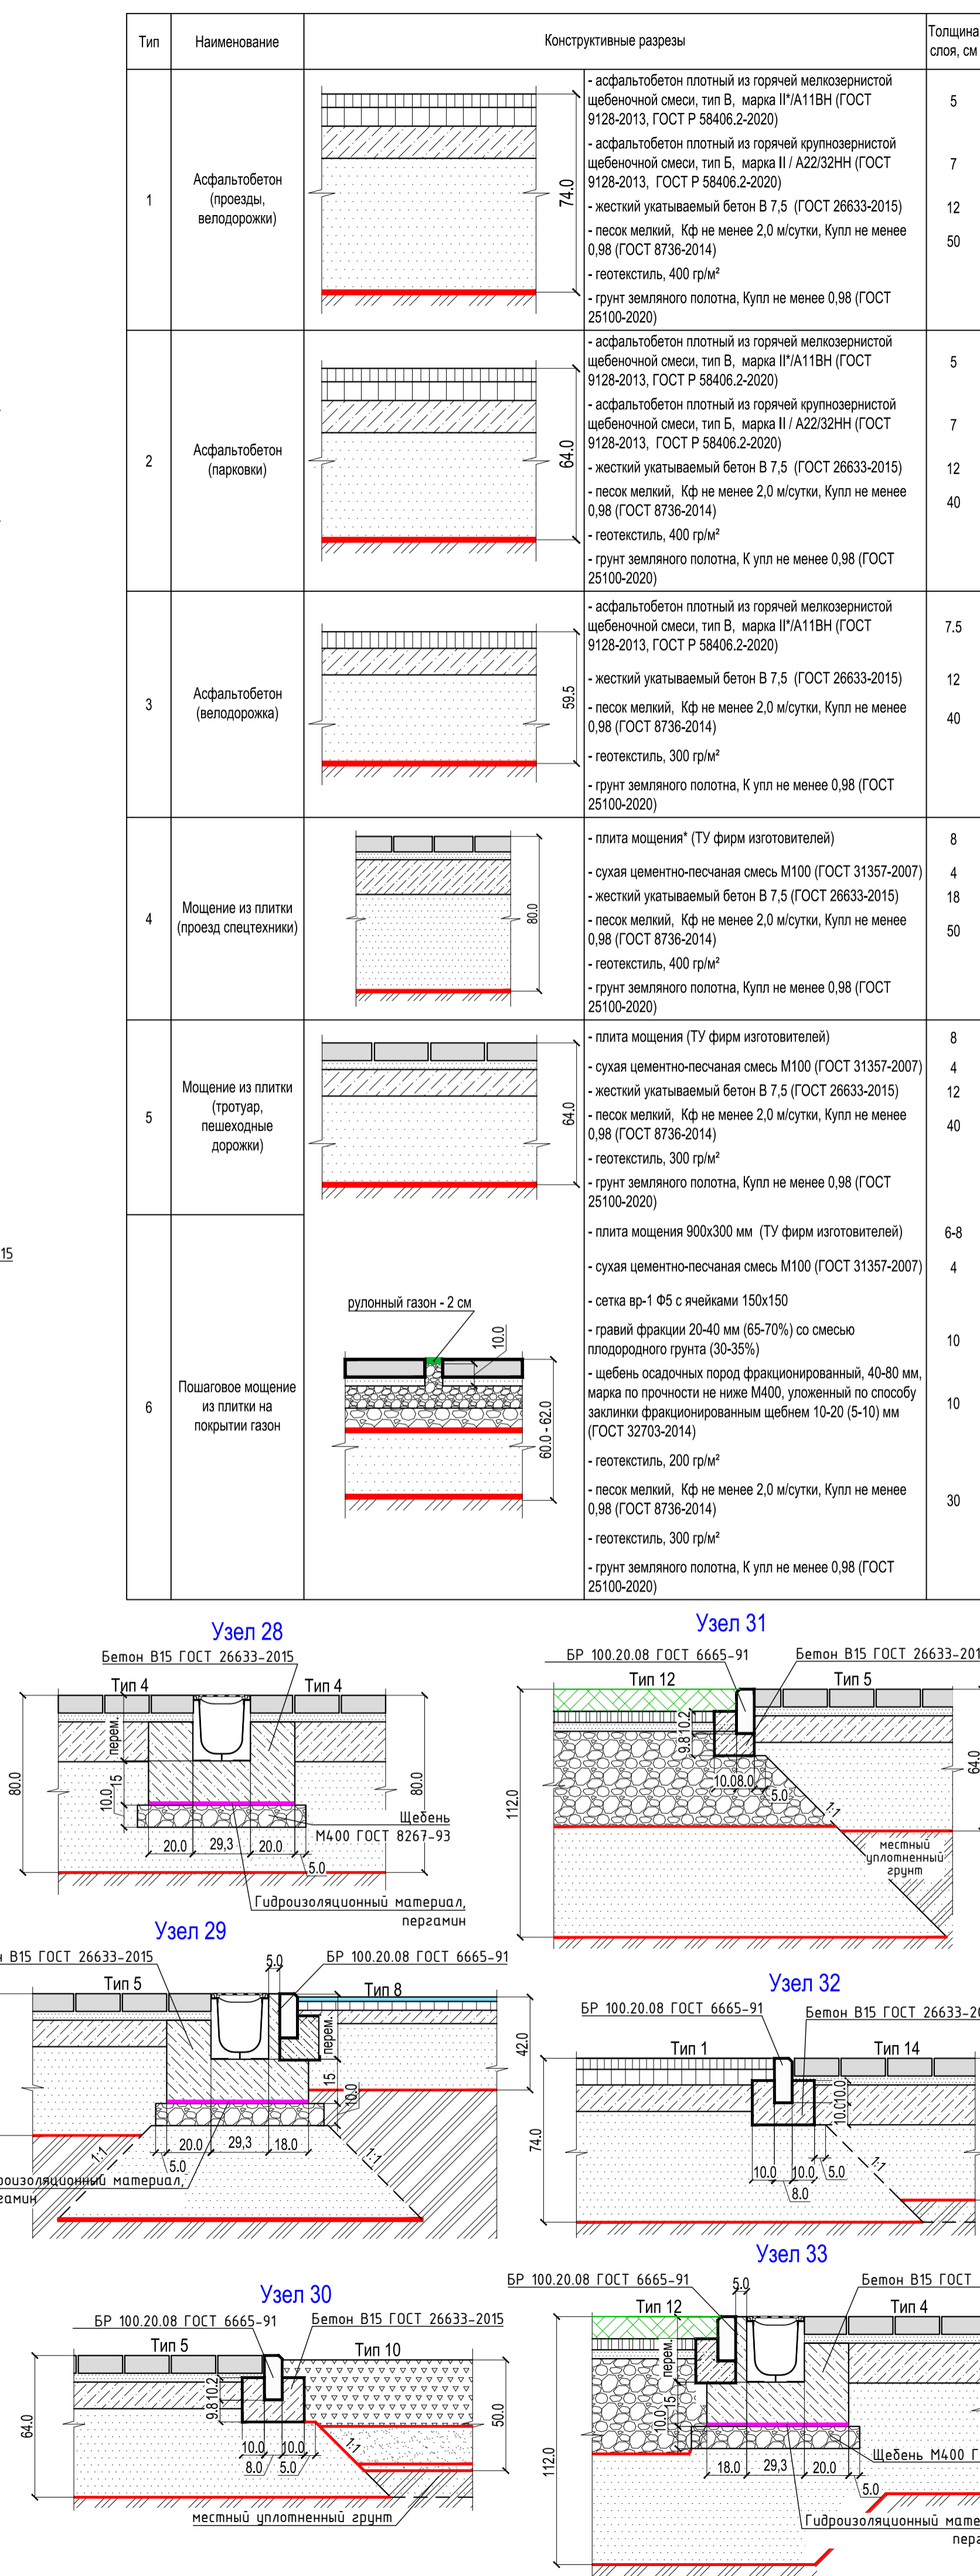 Тип
Наименование
Конструктивные разрезы
Толщина
слоя, см
1
Асфальтобетон
(проезды,
велодорожки)
74.0
- асфальтобетон плотный из горячей мелкозернистой
щебеночной смеси, тип В, марка II*/А11ВН (ГОСТ
9128-2013, ГОСТ Р 58406.2-2020)
5
- асфальтобетон плотный из горячей крупнозернистой
щебеночной смеси, тип Б, марка II / А22/32НН (ГОСТ
9128-2013, ГОСТ Р 58406.2-2020)
7
- жесткий укатываемый бетон В 7,5 (ГОСТ 26633-2015)
12
- песок мелкий, Кф не менее 2,0 м/сутки, Купл не менее
0,98 (ГОСТ 8736-2014)
50
- геотекстиль, 400 гр/м²
- грунт земляного полотна, Купл не менее 0,98 (ГОСТ
25100-2020)
2
Асфальтобетон
(парковки)
64.0
- асфальтобетон плотный из горячей мелкозернистой
щебеночной смеси, тип В, марка II*/А11ВН (ГОСТ
9128-2013, ГОСТ Р 58406.2-2020)
5
- асфальтобетон плотный из горячей крупнозернистой
щебеночной смеси, тип Б, марка II / А22/32НН (ГОСТ
9128-2013, ГОСТ Р 58406.2-2020)
7
- жесткий укатываемый бетон В 7,5 (ГОСТ 26633-2015)
12
- песок мелкий, Кф не менее 2,0 м/сутки, Купл не менее
0,98 (ГОСТ 8736-2014)
40
- геотекстиль, 400 гр/м²
- грунт земляного полотна, К упл не менее 0,98 (ГОСТ
25100-2020)
3
Асфальтобетон
(велодорожка)
59.5
- асфальтобетон плотный из горячей мелкозернистой
щебеночной смеси, тип В, марка II*/А11ВН (ГОСТ
9128-2013, ГОСТ Р 58406.2-2020)
7.5
- жесткий укатываемый бетон В 7,5 (ГОСТ 26633-2015)
12
- песок мелкий, Кф не менее 2,0 м/сутки, Купл не менее
0,98 (ГОСТ 8736-2014)
40
- геотекстиль, 300 гр/м²
- грунт земляного полотна, К упл не менее 0,98 (ГОСТ
25100-2020)
4
Мощение из плитки
(проезд спецтехники)
80.0
- плита мощения* (ТУ фирм изготовителей)
8
- сухая цементно-песчаная смесь М100 (ГОСТ 31357-2007)
4
- жесткий укатываемый бетон В 7,5 (ГОСТ 26633-2015)
18
- песок мелкий, Кф не менее 2,0 м/сутки, Купл не менее
0,98 (ГОСТ 8736-2014)
50
- геотекстиль, 400 гр/м²
- грунт земляного полотна, Купл не менее 0,98 (ГОСТ
25100-2020)
5
Мощение из плитки
(тротуар,
пешеходные
дорожки)
64.0
- плита мощения (ТУ фирм изготовителей)
8
- сухая цементно-песчаная смесь М100 (ГОСТ 31357-2007)
4
- жесткий укатываемый бетон В 7,5 (ГОСТ 26633-2015)
12
- песок мелкий, Кф не менее 2,0 м/сутки, Купл не менее
0,98 (ГОСТ 8736-2014)
40
- геотекстиль, 300 гр/м²
- грунт земляного полотна, Купл не менее 0,98 (ГОСТ
25100-2020)
15
6
Пошаговое мощение
из плитки на
покрытии газон
рулонный газон - 2 см
10.0
60.0 - 62.0
- плита мощения 900х300 мм (ТУ фирм изготовителей)
6-8
- сухая цементно-песчаная смесь М100 (ГОСТ 31357-2007)
4
- сетка вр-1 Ф5 с ячейками 150х150
- гравий фракции 20-40 мм (65-70%) со смесью
плодородного грунта (30-35%)
10
- щебень осадочных пород фракционированный, 40-80 мм,
марка по прочности не ниже М400, уложенный по способу
заклинки фракционированным щебнем 10-20 (5-10) мм
(ГОСТ 32703-2014)
10
- геотекстиль, 200 гр/м²
- песок мелкий, Кф не менее 2,0 м/сутки, Купл не менее
0,98 (ГОСТ 8736-2014)
30
- геотекстиль, 300 гр/м²
- грунт земляного полотна, К упл не менее 0,98 (ГОСТ
25100-2020)
Узел 28
Бетон В15 ГОСТ 26633-2015
Тип 4
Тип 4
80.0
перем.
15
10.0
80.0
20.0
29,3
20.0
5.0
Щебень
М400 ГОСТ 8267-93
Гидроизоляционный материал,
пергамин
Узел 31
БР 100.20.08 ГОСТ 6665-91
Бетон В15 ГОСТ 26633-201
Тип 12
Тип 5
112.0
9.8
10.2
10.0
8.0
5.0
1:1
64.0
местный
уплотненный
грунт
Узел 29
н В15 ГОСТ 26633-2015
5.0
БР 100.20.08 ГОСТ 6665-91
Тип 5
Тип 8
перем.
15
10.0
42.0
1:1
20.0
29,3
18.0
5.0
1:1
роизоляционный материал,
гамин
Узел 32
БР 100.20.08 ГОСТ 6665-91
Бетон В15 ГОСТ 26633-20
Тип 1
Тип 14
74.0
10.0
10.0
10.0
10.0
8.0
5.0
1:1
Узел 30
БР 100.20.08 ГОСТ 6665-91
Бетон В15 ГОСТ 26633-2015
Тип 5
Тип 10
64.0
9.8
10.2
10.0
10.0
8.0
5.0
1:1
50.0
местный уплотненный грунт
Узел 33
БР 100.20.08 ГОСТ 6665-91
5.0
Бетон В15 ГОСТ
Тип 12
Тип 4
112.0
перем.
15
10.0
18.0
29,3
20.0
5.0
Щебень М400 Г
Гидроизоляционный мате
перг